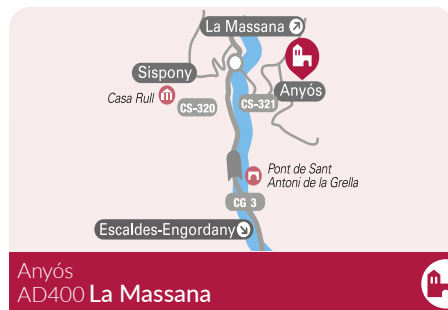 La Massana
Sispony
Anyós
Casa Rull
CS-320
CS-321
Pont de Sant
Antoni de la Grella
CG 3
Escaldes-Engordany
Anyós
AD400 La Massana